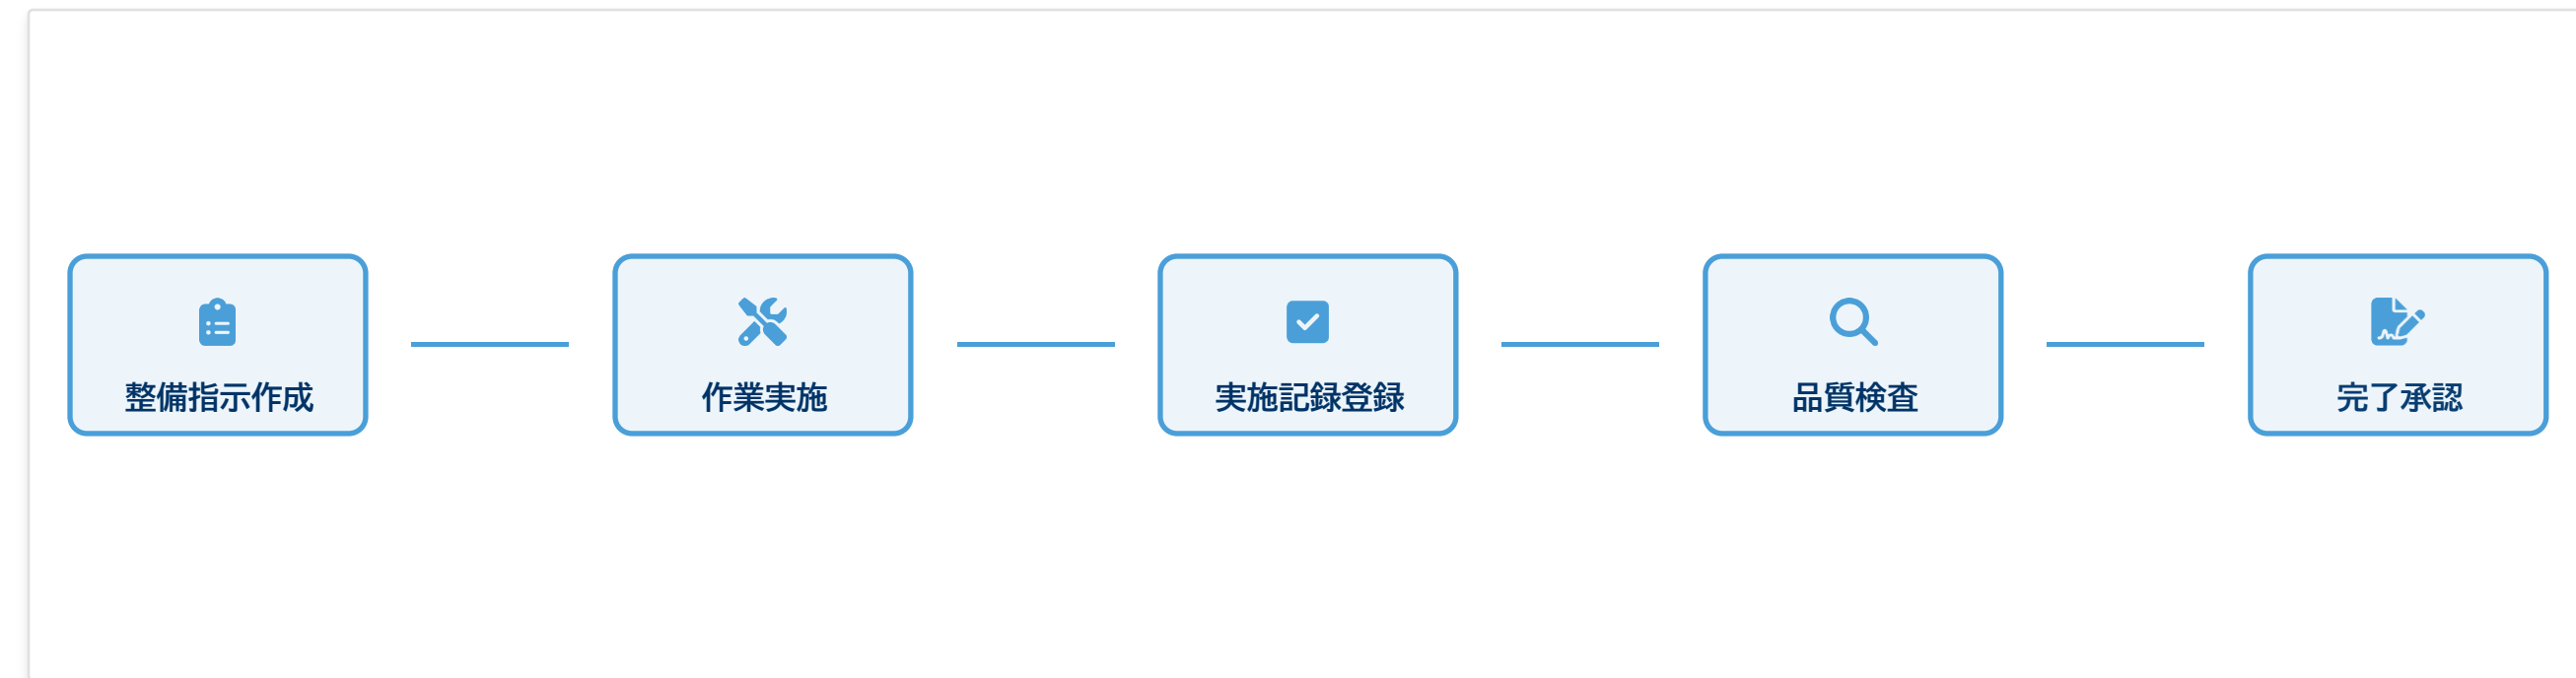 整備指示作成
作業実施
実施記録登録
品質検査
完了承認